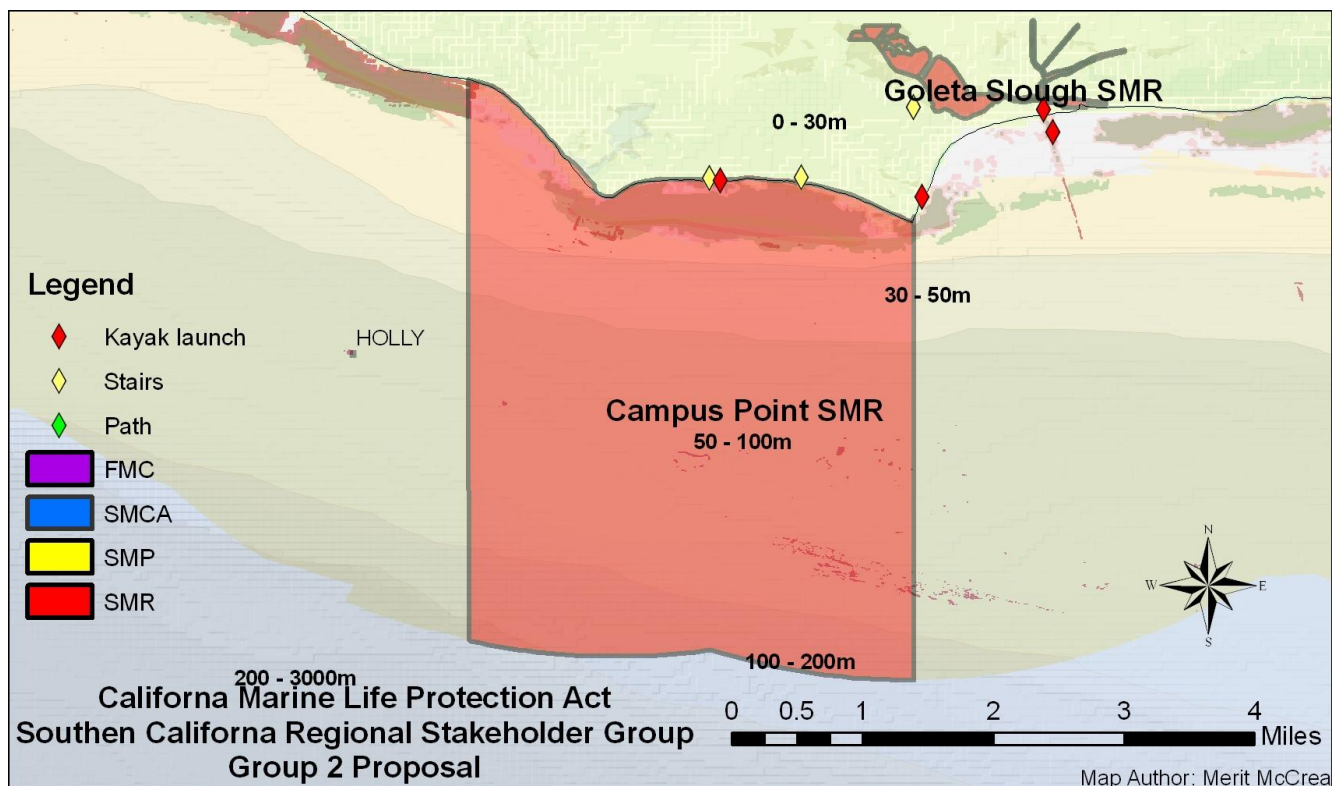 Goleta Slough SMR
0 - 30m
30 - 50m
Legend
Kayak launch
Stairs
Path
FMC
SMCA
SMP
SMR
HOLLY
Campus Point SMR
50 - 100m
N
W
E
S
100 - 200m
200 - 3000m
Californa Marine Life Protection Act
Southen Californa Regional Stakeholder Group
Group 2 Proposal
0 0.5 1 2 3 4
Miles
Map Author: Merit McCrea